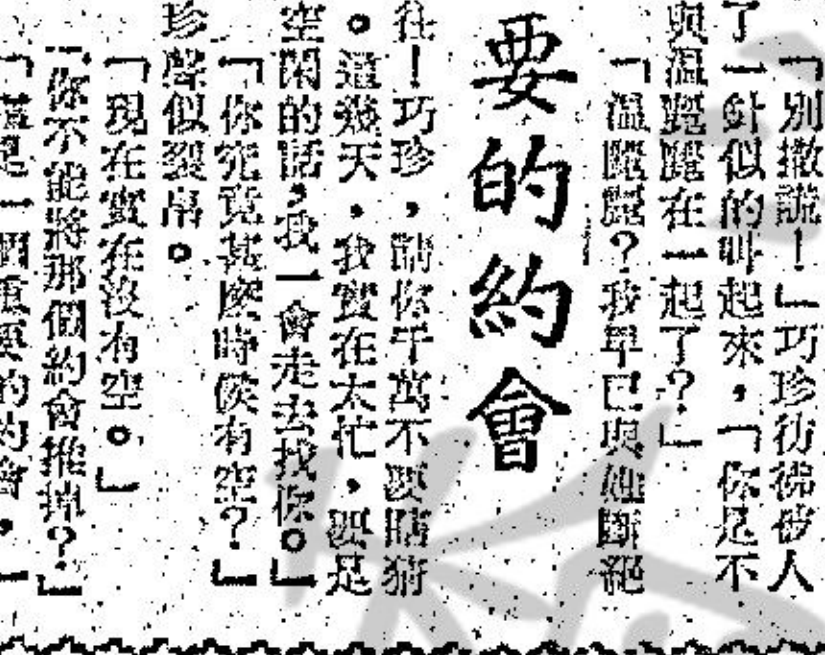 「別撒謊！」巧珍彷彿被人
了一針似的叫起來，「你是不
與溫麗麗在一起了？」
「溫麗麗？我早已與她斷絕
要的約會
往！巧珍，請你千萬不要瞎猜
。這幾天，我實在太忙，要是
空閑的話，我一會走去找你。」
「你究竟甚麼時候有空？」
珍聲似裂帛。
「現在實在沒有空。」
「你不能將那個約會推掉？」
「這是一個重要的約會，一